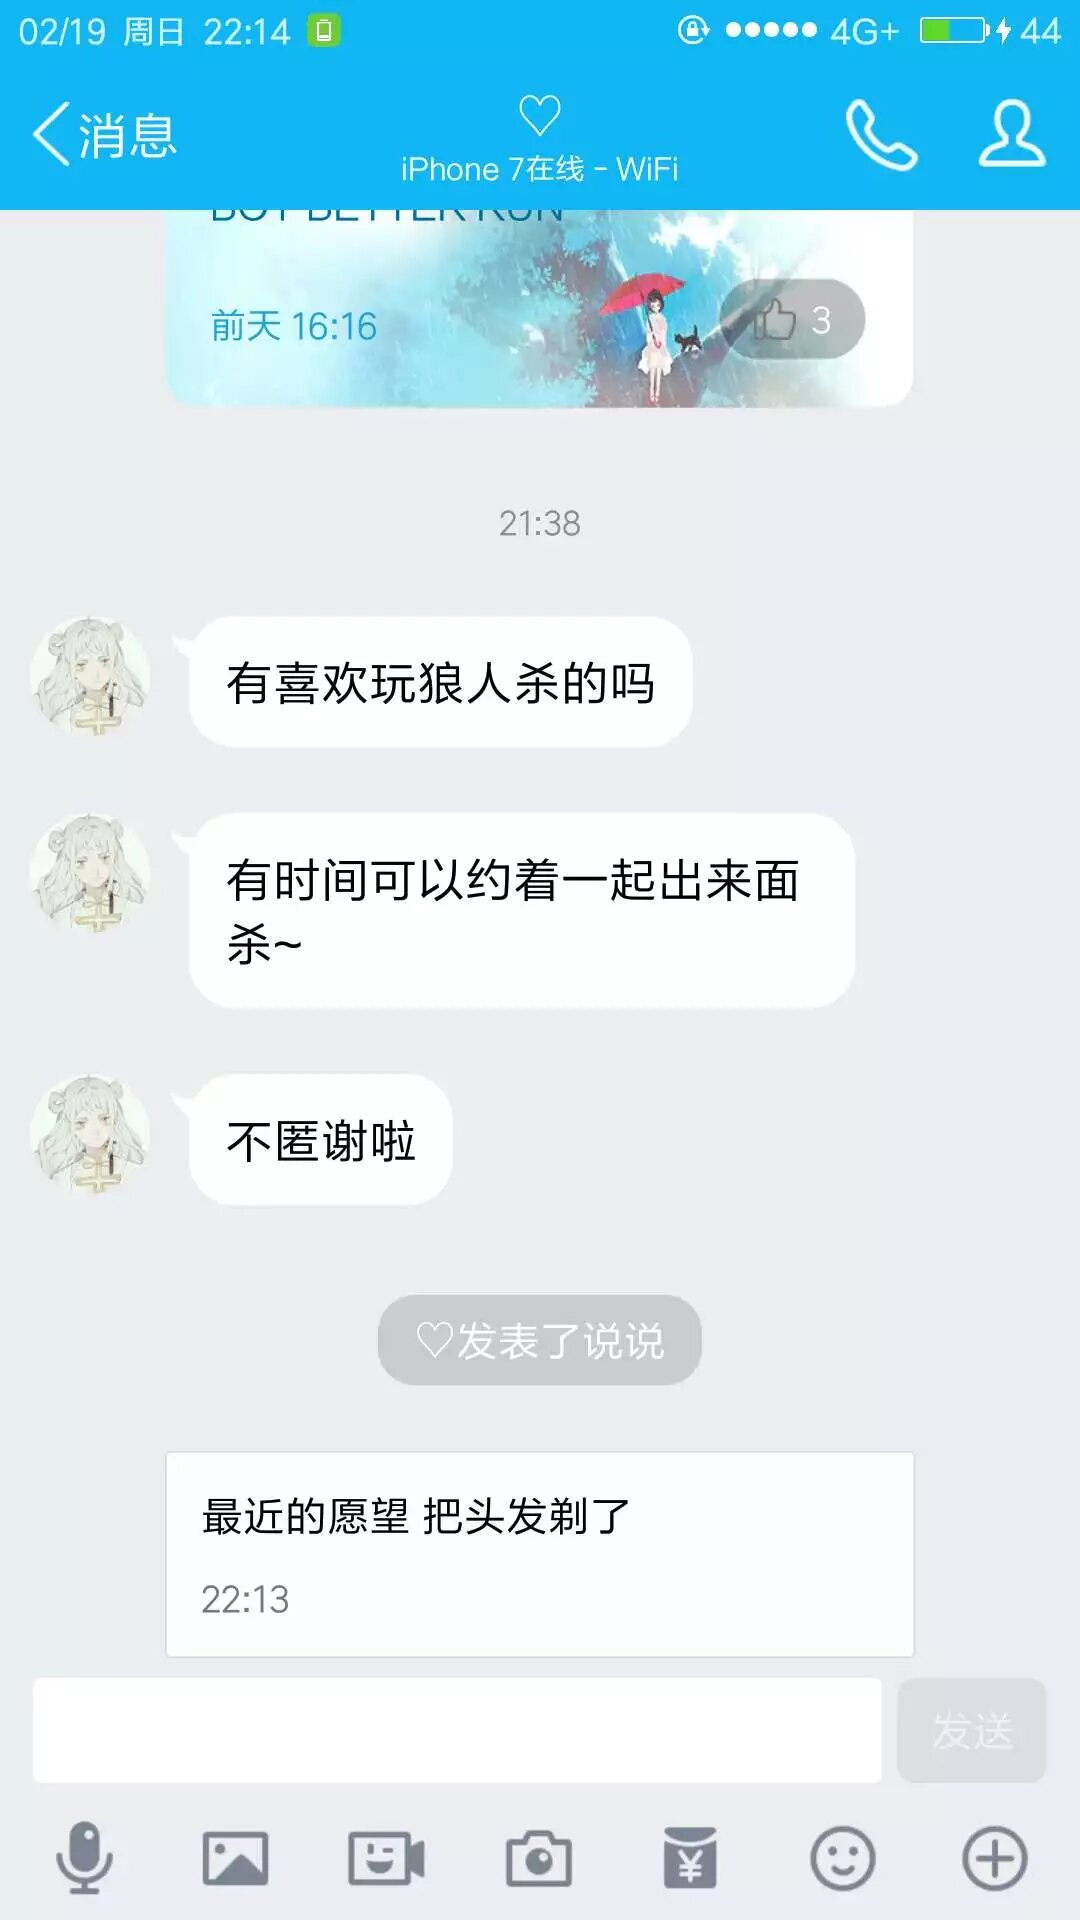 02/19 周日 22:14
4G+
44
消息
♡
iPhone 7在线 - WiFi
BOY BETTER RUN
前天 16:16
3
21:38
有喜欢玩狼人杀的吗
有时间可以约着一起出来面
杀~
不匿谢啦
♡发表了说说
最近的愿望 把头发剃了
22:13
发送